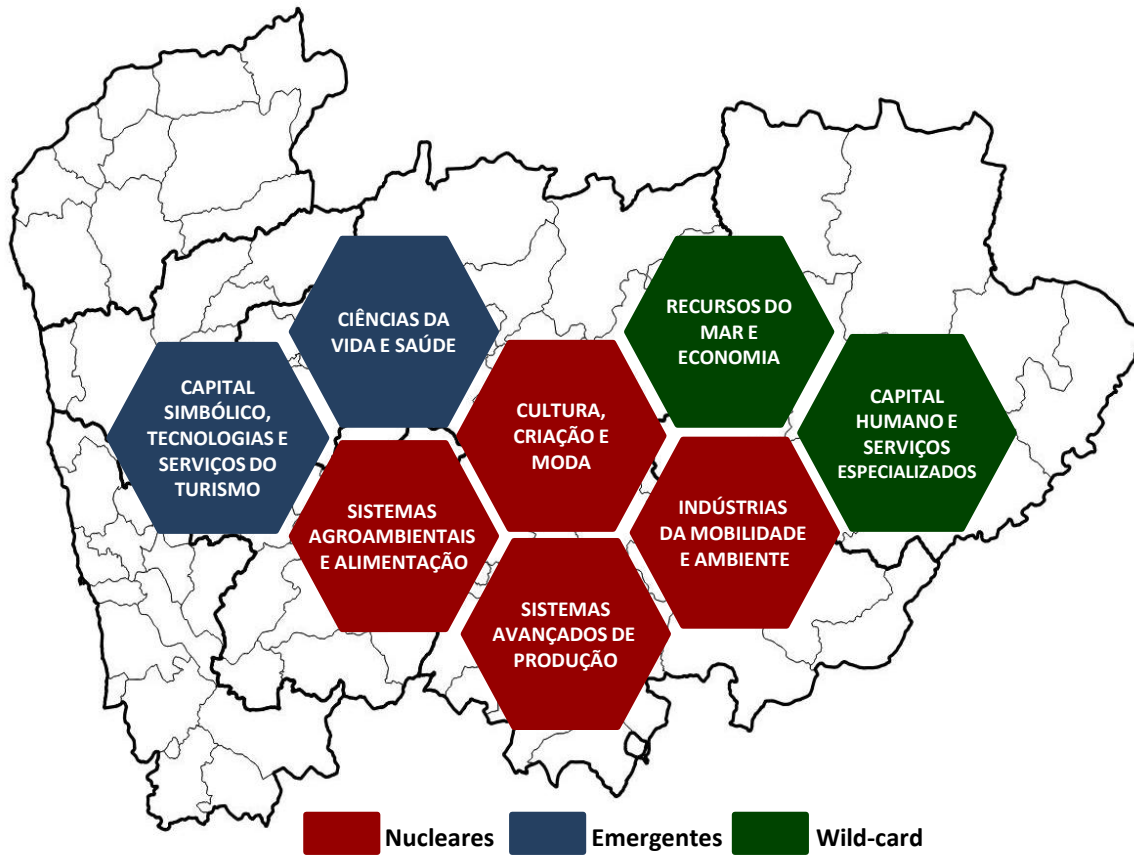 CIÊNCIAS DA
VIDA E SAÚDE
RECURSOS DO
MAR E
ECONOMIA
CAPITAL
SIMBÓLICO,
TECNOLOGIAS E
SERVIÇOS DO
TURISMO
CULTURA,
CRIAÇÃO E
MODA
CAPITAL
HUMANO E
SERVIÇOS
ESPECIALIZADOS
SISTEMAS
AGROAMBIENTAIS
E ALIMENTAÇÃO
INDÚSTRIAS
DA MOBILIDADE
E AMBIENTE
SISTEMAS
AVANÇADOS DE
PRODUÇÃO
Nucleares
Emergentes
Wild-card